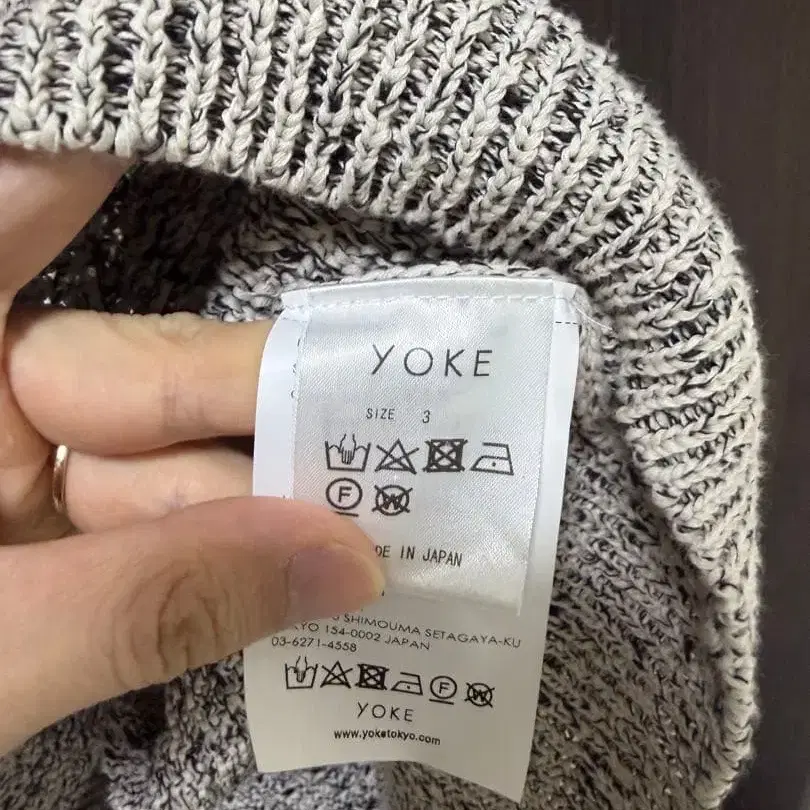 YOKE
SIZE 3
F W
DE IN JAPAN
SHIMOUMA SETAGAYA-KU
YO 154-0002 JAPAN
03-6271-4558
F W
YOKE
www.yoketokyo.com